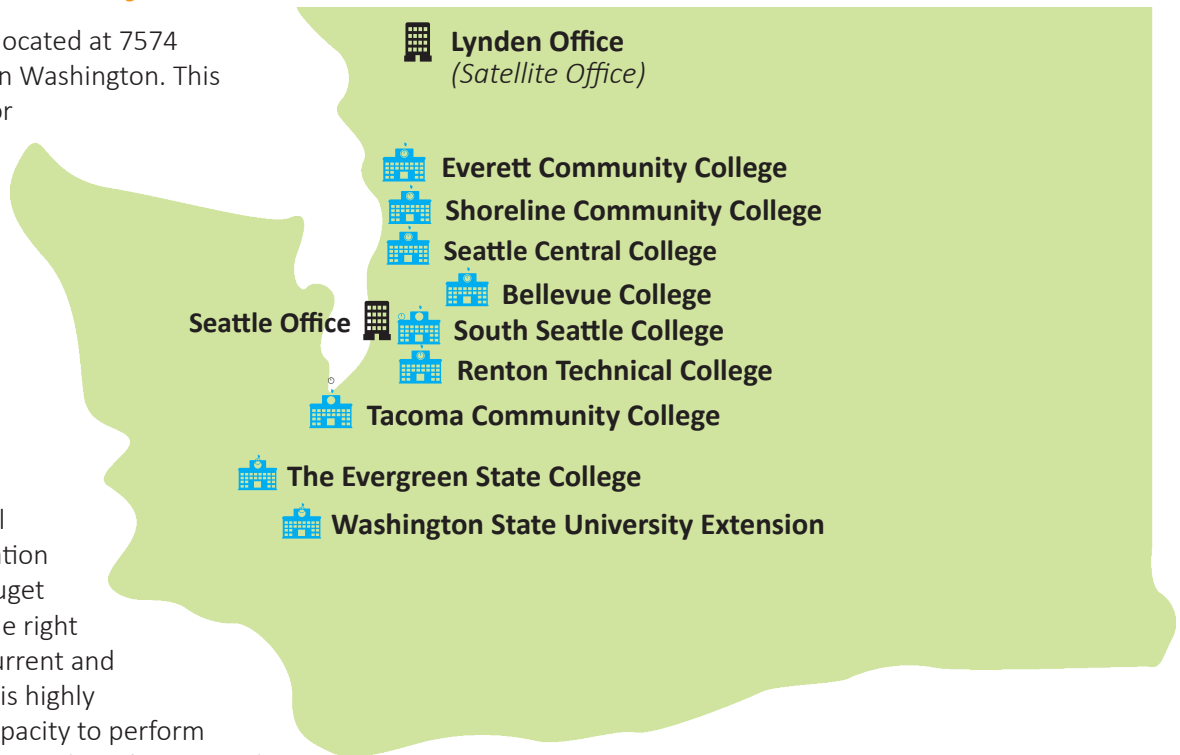 ocated at 7574
n Washington. This
or
Lynden Office
(Satellite Office)
Everett Community College
Shoreline Community College
Seattle Central College
Bellevue College
Seattle Office
South Seattle College
Renton Technical College
Tacoma Community College
The Evergreen State College
Washington State University Extension
l
ation
uget
e right
urrent and
is highly
pacity to perform